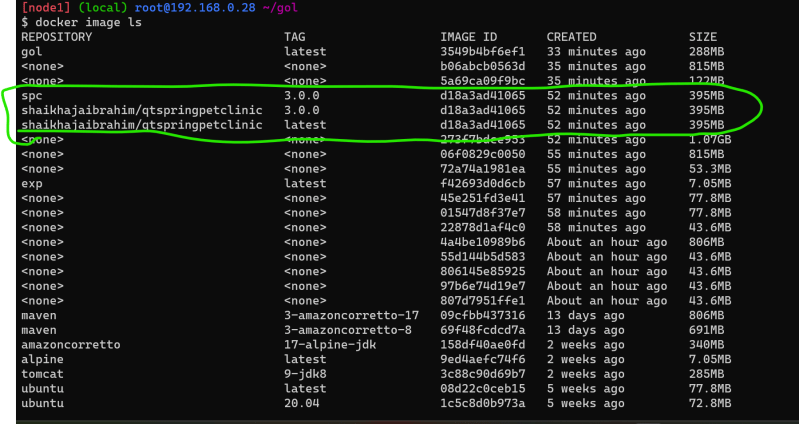 [node1] (local) root@192.168.0.28 ~/gol
$ docker image ls
REPOSITORY TAG IMAGE ID CREATED SIZE
gol latest 3549b4bf6ef1 33 minutes ago 288MB
<none> <none> b06abcb0563d 35 minutes ago 815MB
<none> <none> 5a69ca09f9bc 35 minutes ago 122MB
spc 3.0.0 d18a3ad41065 52 minutes ago 395MB
shaikhajaibrahim/qtspringpetclinic 3.0.0 d18a3ad41065 52 minutes ago 395MB
shaikhajaibrahim/qtspringpetclinic latest d18a3ad41065 52 minutes ago 395MB
<none> <none> 273f7bdce953 52 minutes ago 1.07GB
<none> <none> 06f0829c0050 55 minutes ago 815MB
<none> <none> 72a74a1981ea 55 minutes ago 53.3MB
exp latest f42693d0d6cb 57 minutes ago 7.05MB
<none> <none> 45e251fd3e41 57 minutes ago 77.8MB
<none> <none> 01547d8f37e7 58 minutes ago 77.8MB
<none> <none> 22878d1af4c0 58 minutes ago 43.6MB
<none> <none> 4a4be10989b6 About an hour ago 806MB
<none> <none> 55d144b5d583 About an hour ago 43.6MB
<none> <none> 806145e85925 About an hour ago 43.6MB
<none> <none> 97b6e74d19e7 About an hour ago 43.6MB
<none> <none> 807d7951ffe1 About an hour ago 43.6MB
maven 3-amazoncorretto-17 09cfbb437316 13 days ago 806MB
maven 3-amazoncorretto-8 69f48fcdcd7a 13 days ago 691MB
amazoncorretto 17-alpine-jdk 158df40ae0fd 2 weeks ago 340MB
alpine latest 9ed4aefc74f6 2 weeks ago 7.05MB
tomcat 9-jdk8 3c88c90d69b7 2 weeks ago 285MB
ubuntu latest 08d22c0ceb15 5 weeks ago 77.8MB
ubuntu 20.04 1c5c8d0b973a 5 weeks ago 72.8MB